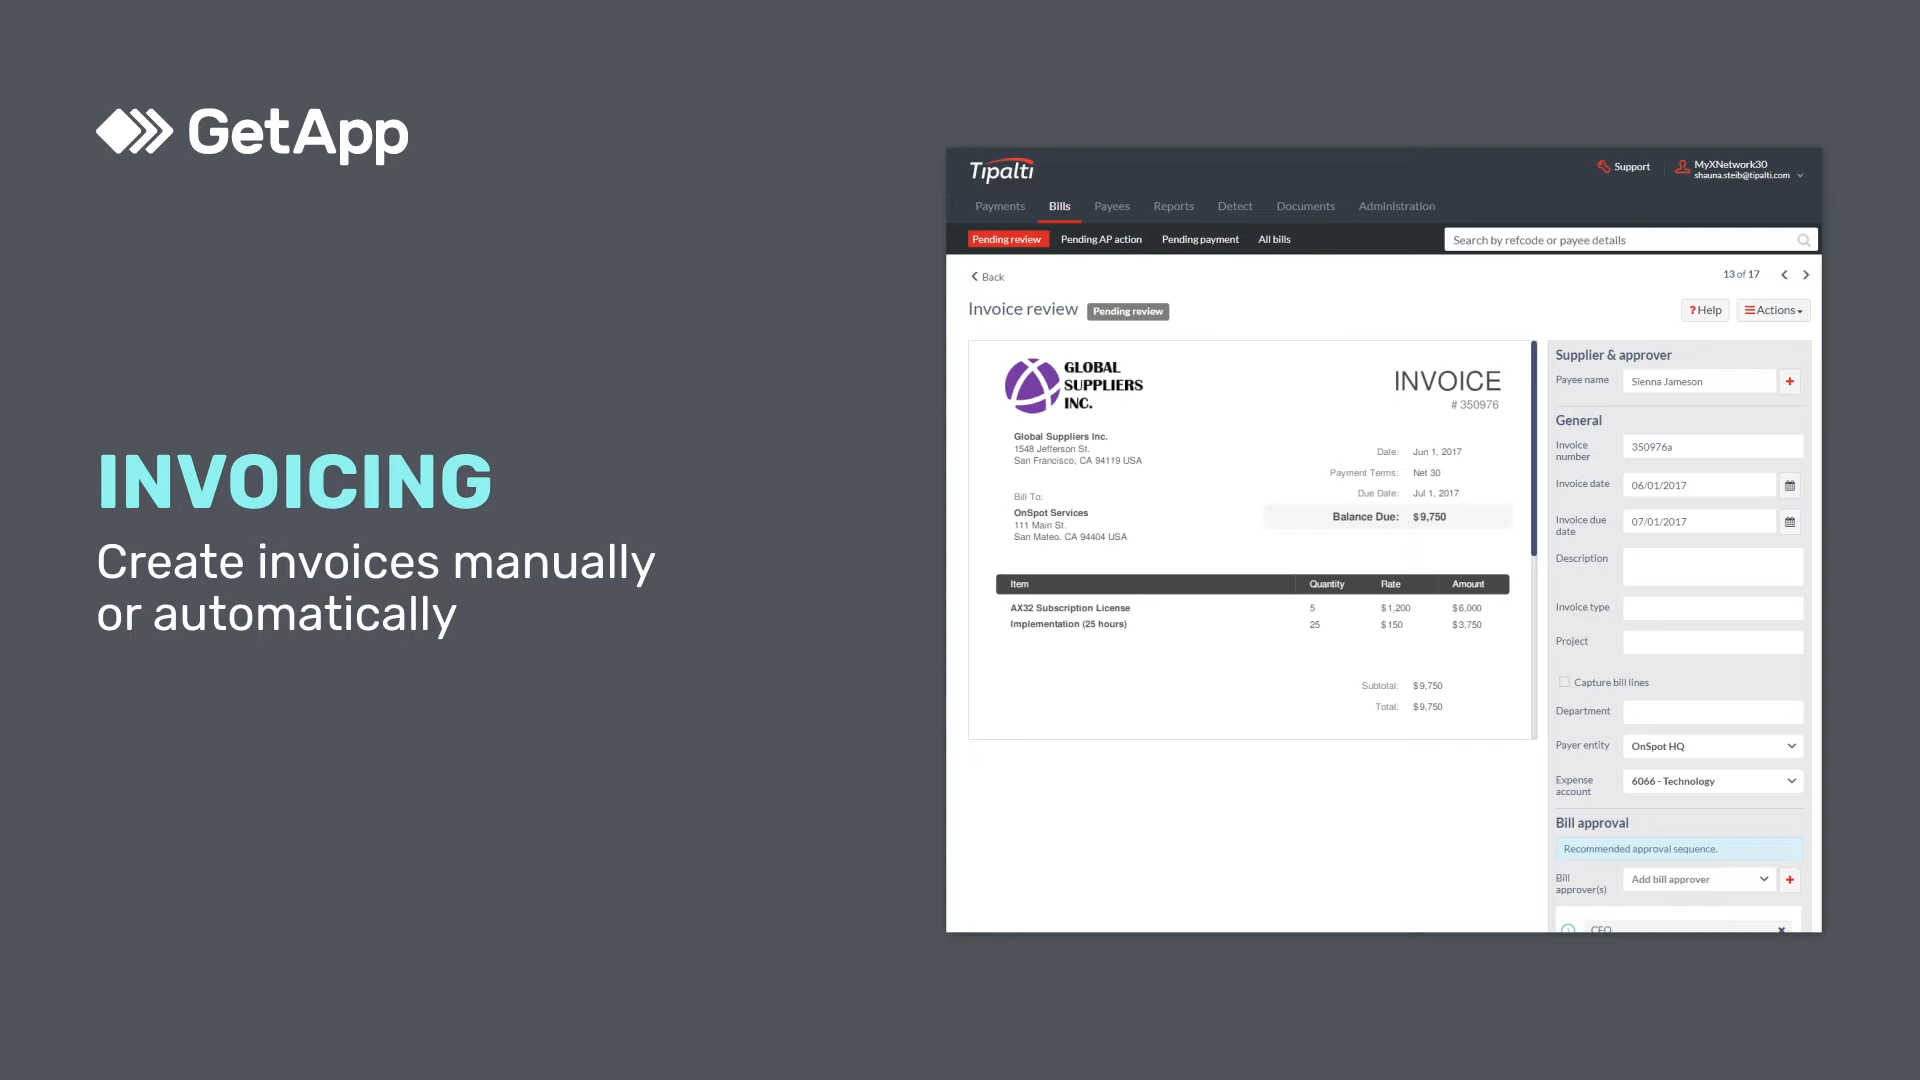 GetApp
INVOICING
Create invoices manually
or automatically
Tipalti
Support
MyXNetwork30
shauna.steib@tipalti.com
Payments Bills Payees Reports Detect Documents Administration
Pending review Pending AP action Pending payment All bills
Search by refcode or payee details
Back
13 of 17
Invoice review Pending review
?Help Actions
GLOBAL
SUPPLIERS
INC.
INVOICE
# 350976
Global Suppliers Inc.
1548 Jefferson St.
San Francisco, CA 94119 USA
Bill To:
OnSpot Services
111 Main St.
San Mateo, CA 94404 USA
Date: Jun 1, 2017
Payment Terms: Net 30
Due Date: Jul 1, 2017
Balance Due: $9,750
Item Quantity Rate Amount
AX32 Subscription License 5 $1,200 $6,000
Implementation (25 hours) 25 $150 $3,750
Subtotal: $9,750
Total: $9,750
Supplier & approver
Payee name Sienna Jameson
General
Invoice
number 350976a
Invoice date 06/01/2017
Invoice due
date 07/01/2017
Description
Invoice type
Project
Capture bill lines
Department
Payer entity OnSpot HQ
Expense
account 6066 - Technology
Bill approval
Recommended approval sequence.
Bill
approver(s) Add bill approver